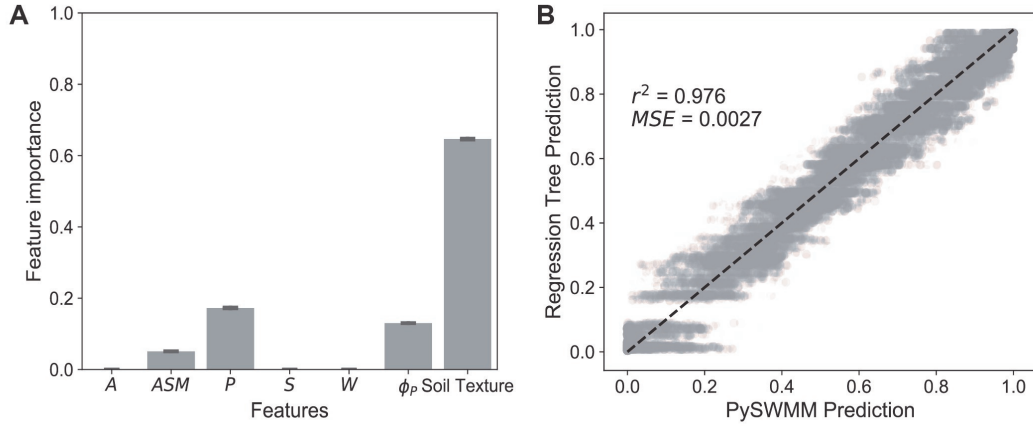 A
1.0
0.8
0.6
0.4
0.2
0.0
Feature importance
A ASM P S W ϕP Soil Texture
Features
B
1.0
0.8
0.6
0.4
0.2
0.0
Regression Tree Prediction
r² = 0.976
MSE = 0.0027
0.0 0.2 0.4 0.6 0.8 1.0
PySWMM Prediction